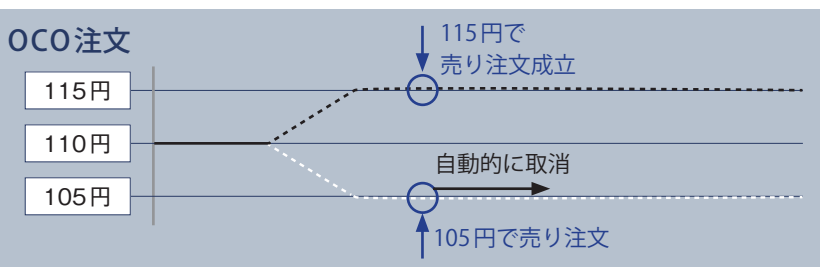 OCO注文
115円で
売り注文成立
115円
110円
自動的に取消
105円
105円で売り注文